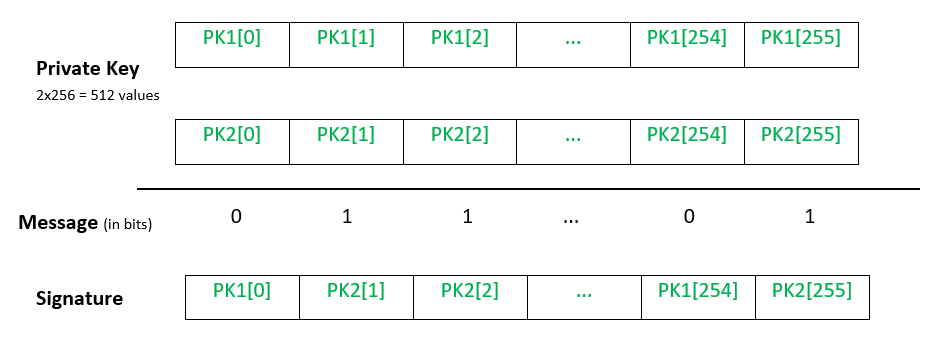 PK1[0] PK1[1] PK1[2] ... PK1[254] PK1[255]
Private Key
2x256 = 512 values
PK2[0] PK2[1] PK2[2] ... PK2[254] PK2[255]
Message (in bits) 0 1 1 ... 0 1
Signature PK1[0] PK2[1] PK2[2] ... PK1[254] PK2[255]